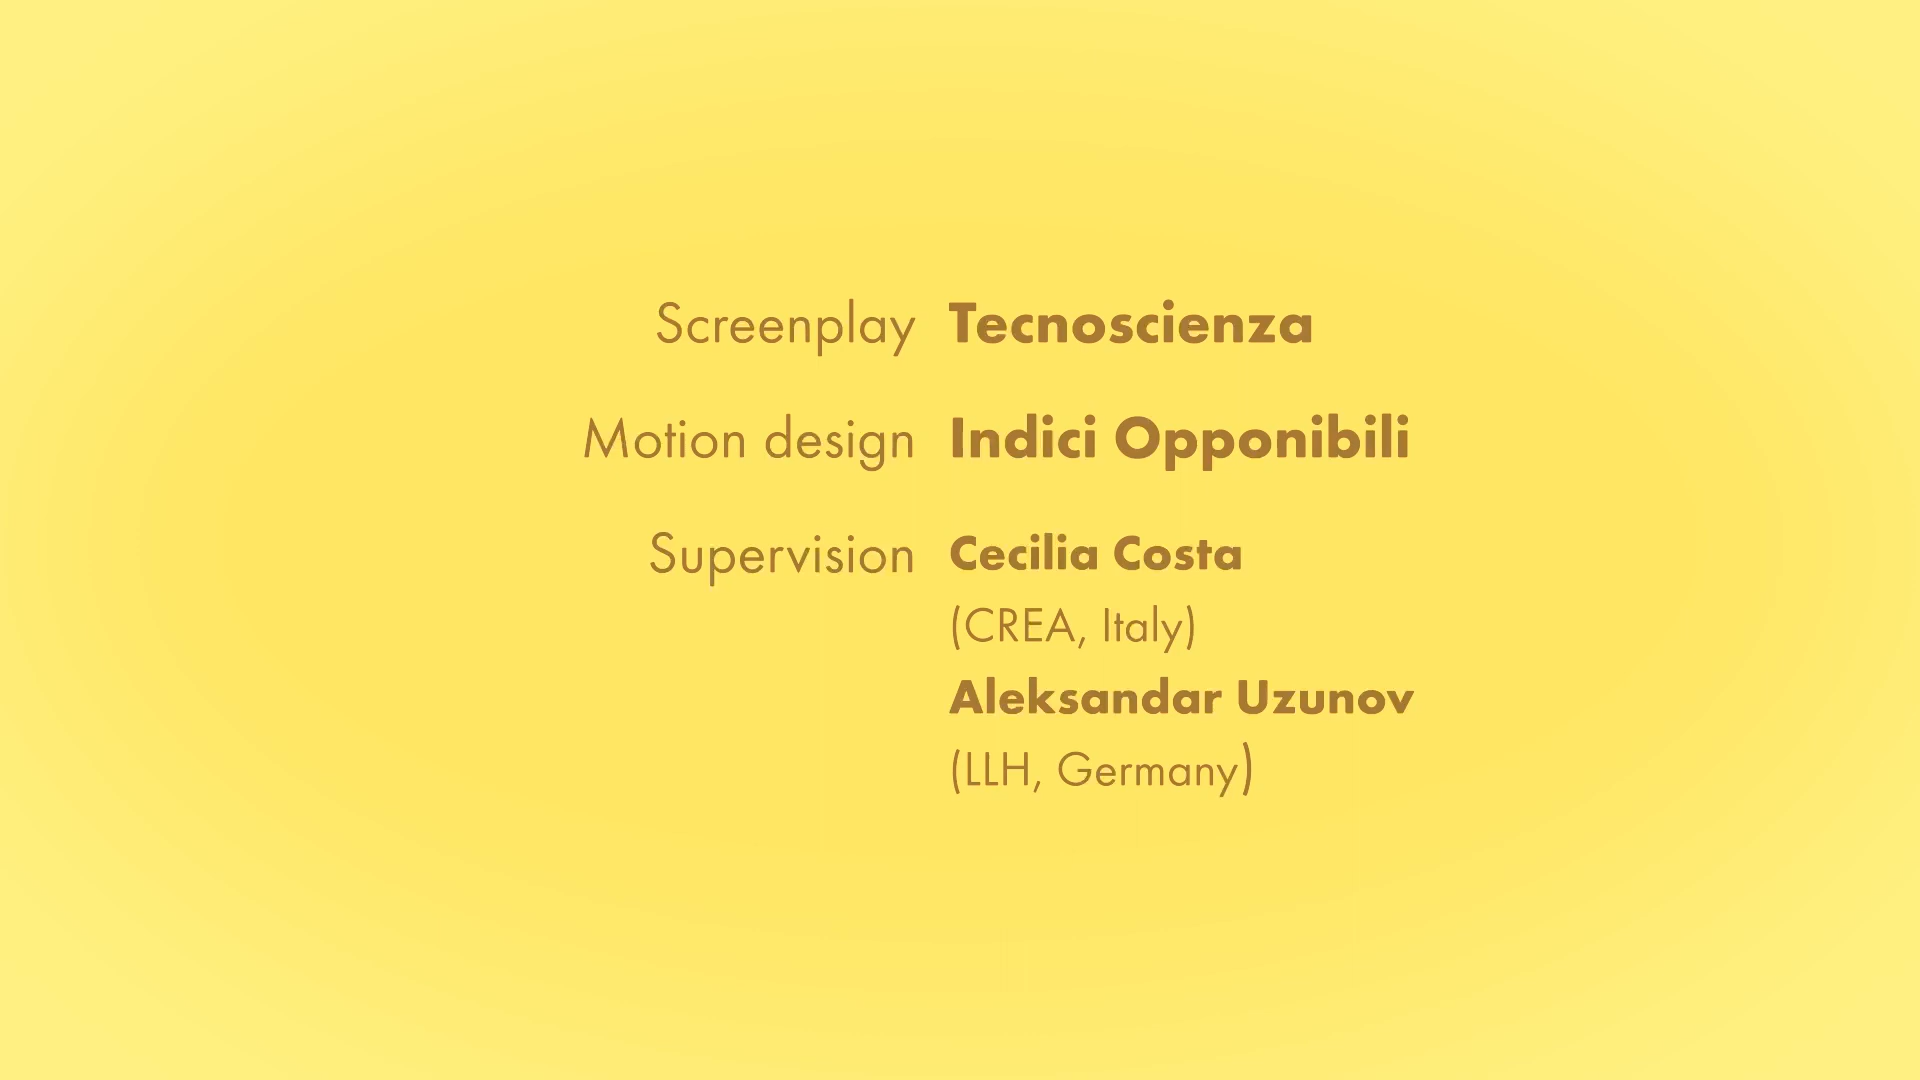 Screenplay Tecnoscienza
Motion design Indici Opponibili
Supervision Cecilia Costa
(CREA, Italy)
Aleksandar Uzunov
(LLH, Germany)